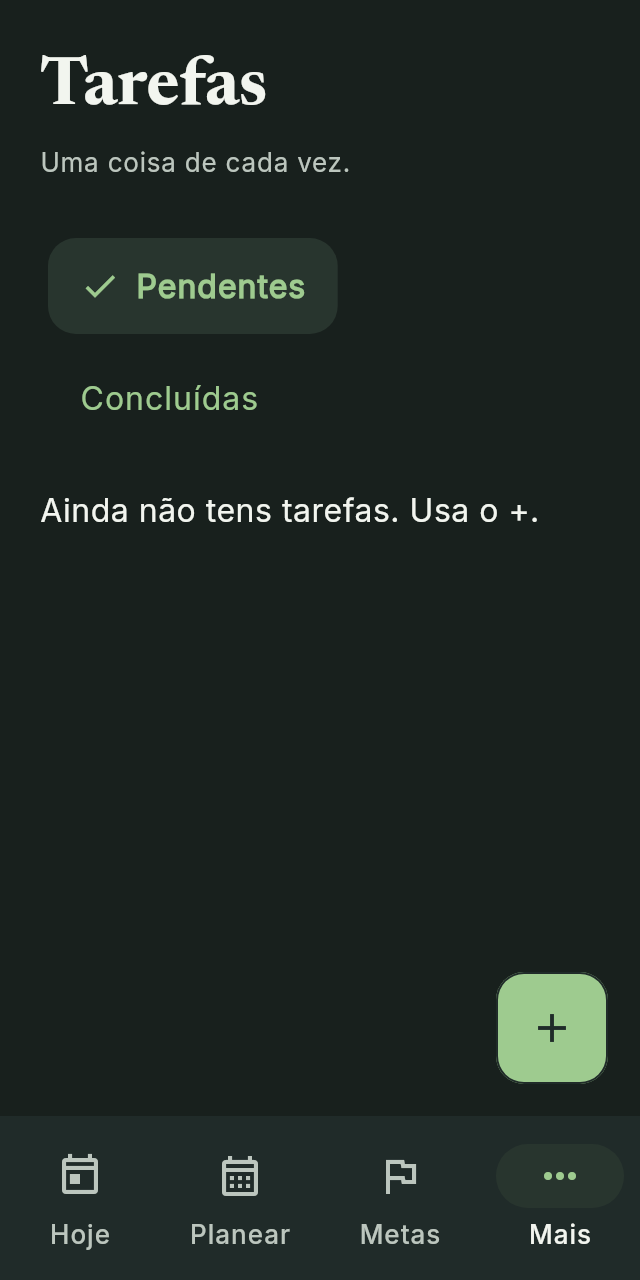 Tarefas
Uma coisa de cada vez.
Pendentes
Concluídas
Ainda não tens tarefas. Usa o +.
Hoje
Planear
Metas
Mais